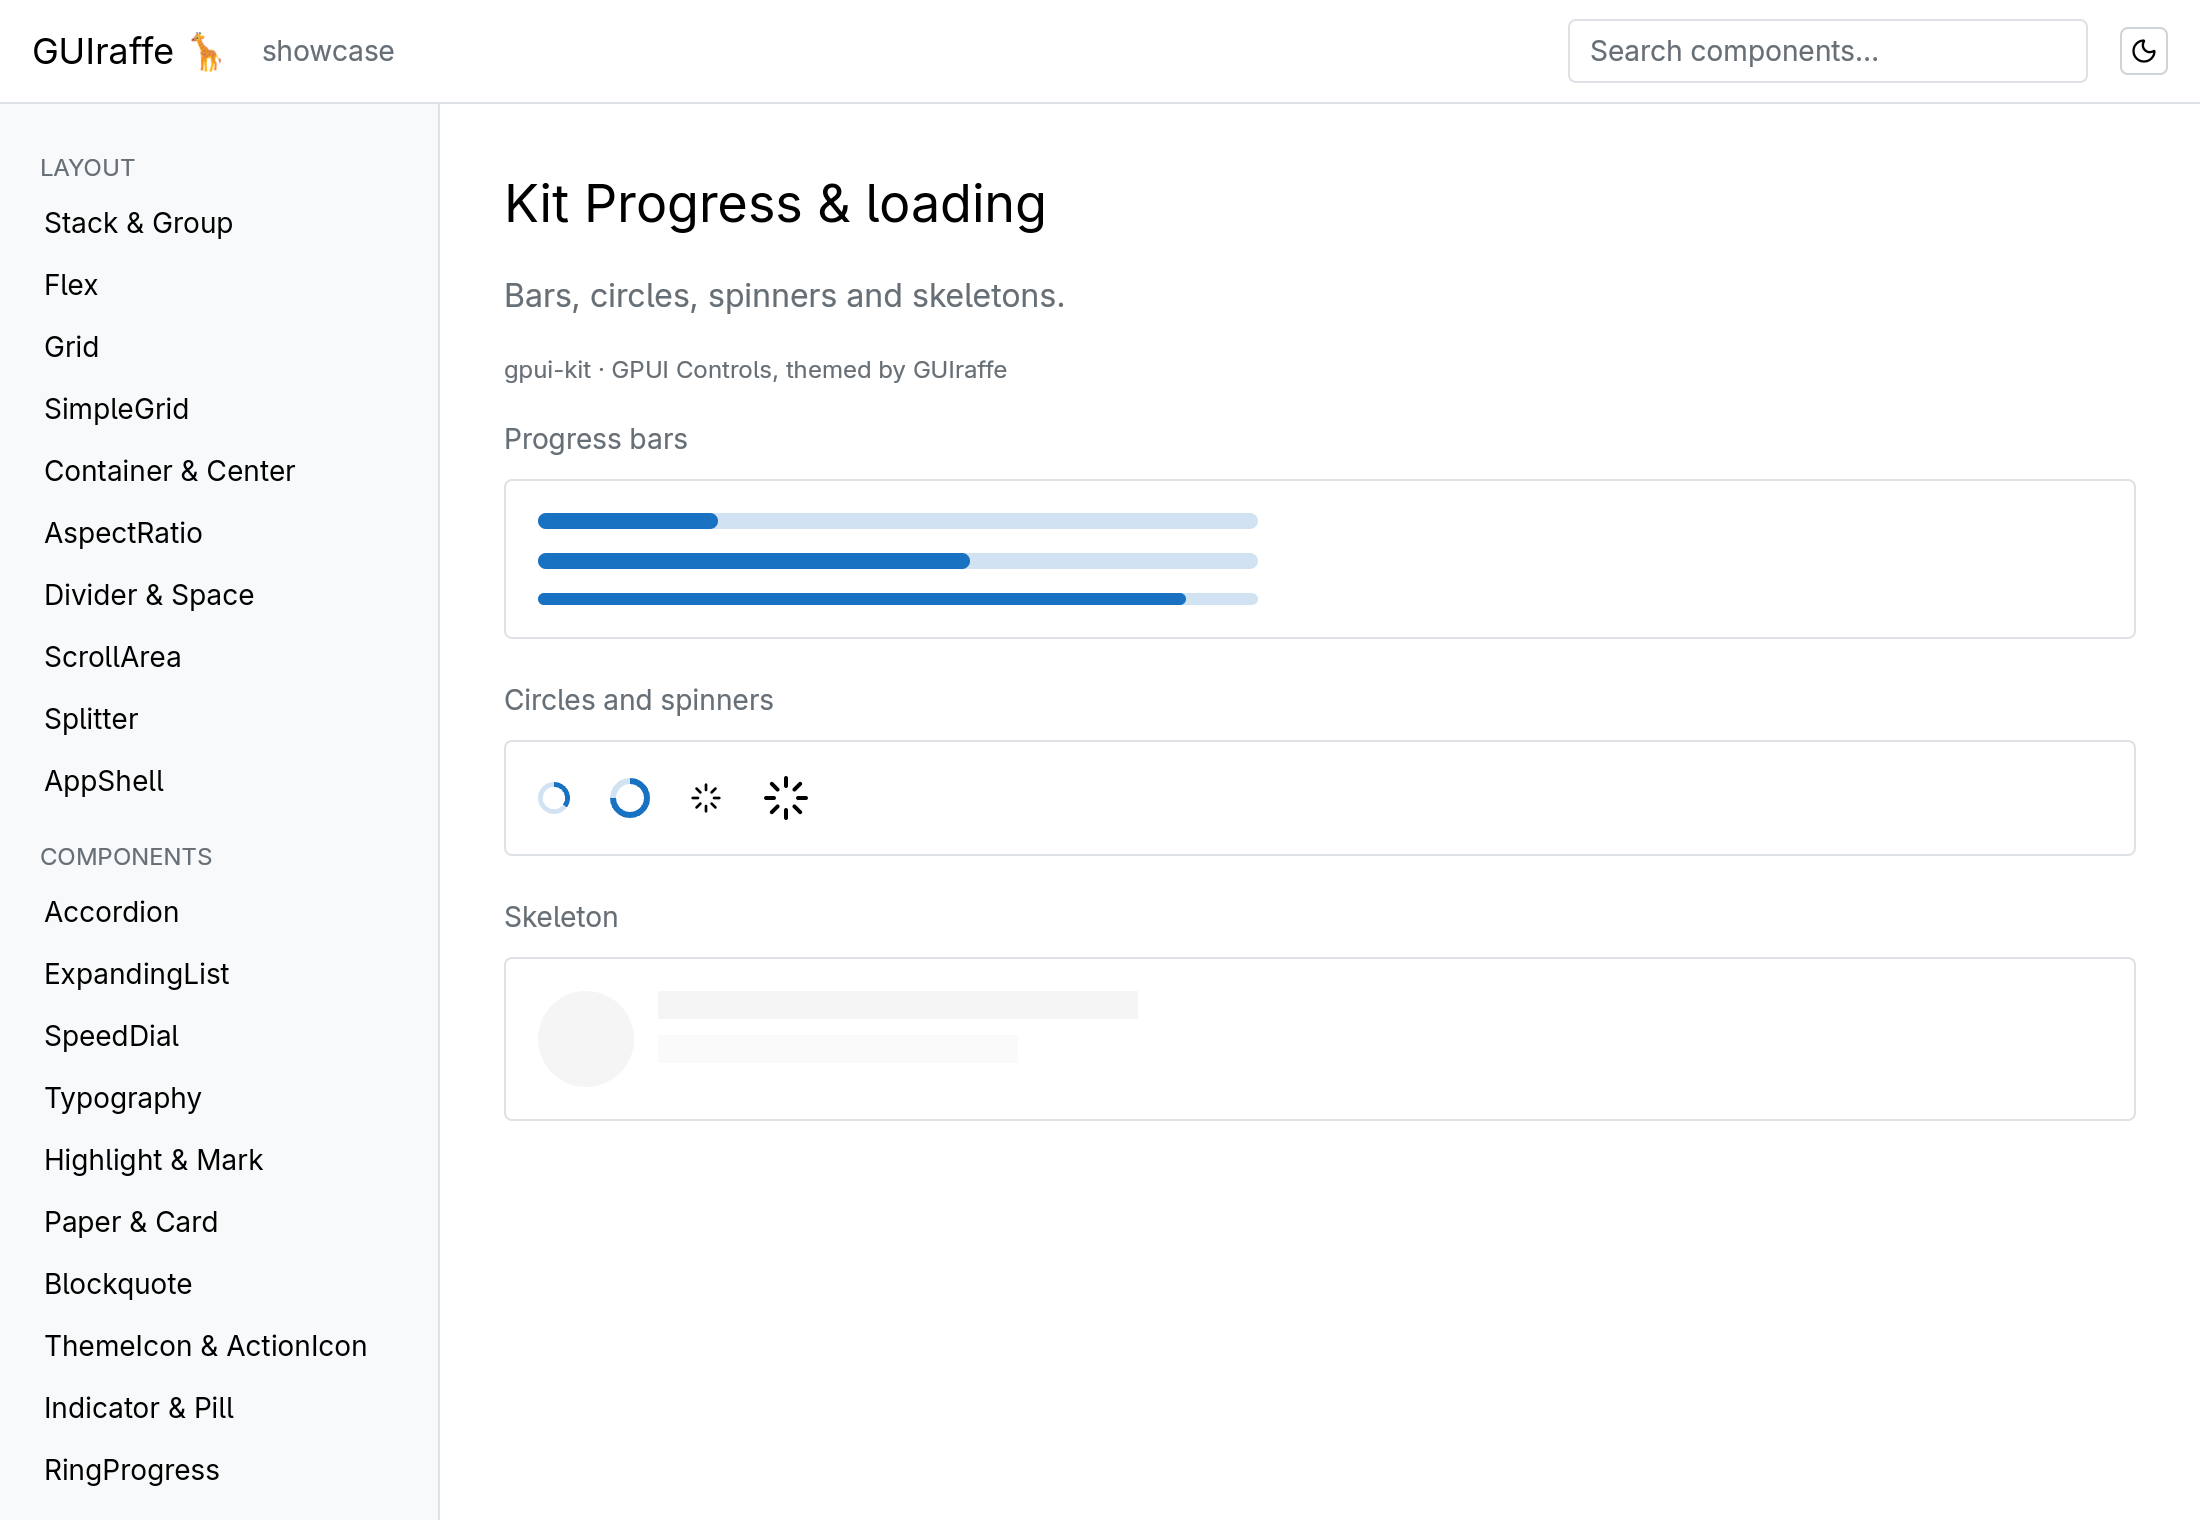 GUIraffe 🦒 showcase
Search components...
LAYOUT
Stack & Group
Flex
Grid
SimpleGrid
Container & Center
AspectRatio
Divider & Space
ScrollArea
Splitter
AppShell
COMPONENTS
Accordion
ExpandingList
SpeedDial
Typography
Highlight & Mark
Paper & Card
Blockquote
ThemeIcon & ActionIcon
Indicator & Pill
RingProgress
Kit Progress & loading
Bars, circles, spinners and skeletons.
gpui-kit · GPUI Controls, themed by GUIraffe
Progress bars
Circles and spinners
Skeleton